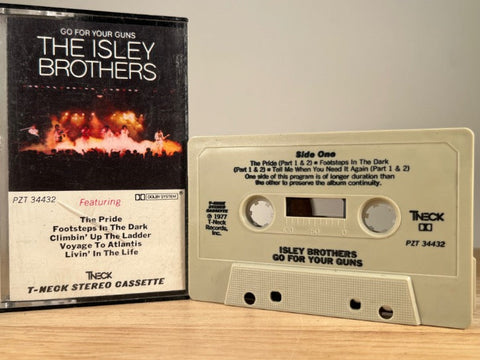 GO FOR YOUR GUNS
THE ISLEY
BROTHERS
PZT 34432
DOLBY SYSTEM
Featuring
The Pride
Footsteps In The Dark
Climbin' Up The Ladder
Voyage To Atlantis
Livin' In The Life
T-NECK
T-NECK STEREO CASSETTE
Side One
The Pride (Part 1 & 2) • Footsteps In The Dark
(Part 1 & 2) • Tell Me When You Need It Again (Part 1 & 2)
One side of this program is of longer duration than
the other to preserve the album continuity.
© 1977
T-Neck
Records,
Inc.
T-NECK
PZT 34432
ISLEY BROTHERS
GO FOR YOUR GUNS